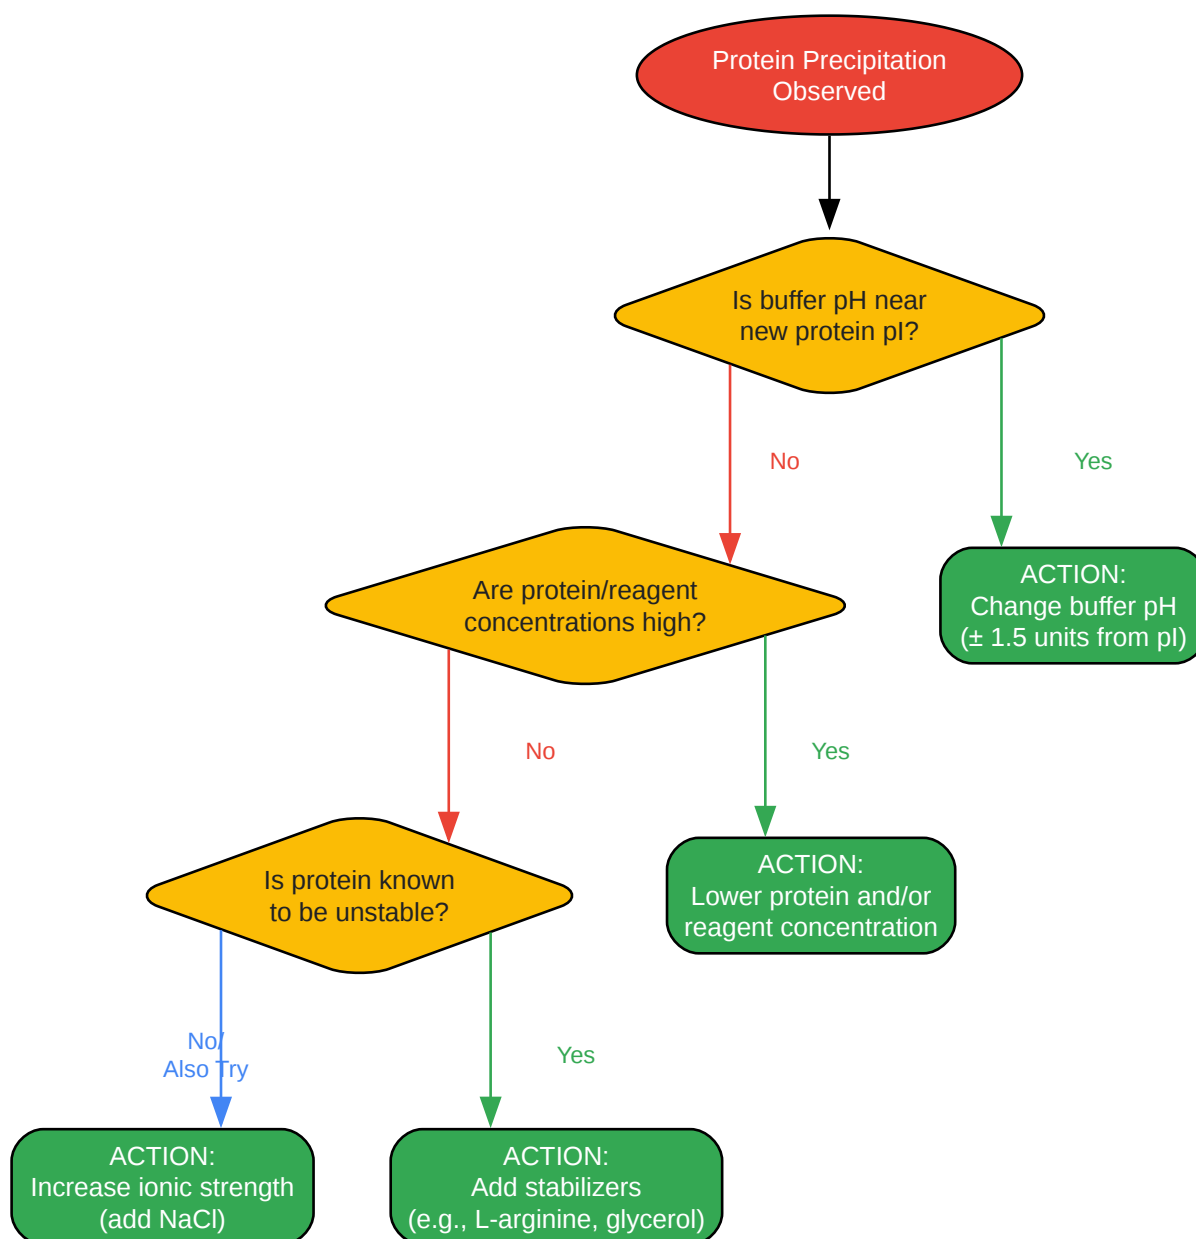 Protein Precipitation
Observed
Is buffer pH near
new protein pI?
No
Yes
Are protein/reagent
concentrations high?
ACTION:
Change buffer pH
(± 1.5 units from pI)
No
Yes
Is protein known
to be unstable?
ACTION:
Lower protein and/or
reagent concentration
No/
Also Try
Yes
ACTION:
Increase ionic strength
(add NaCl)
ACTION:
Add stabilizers
(e.g., L-arginine, glycerol)